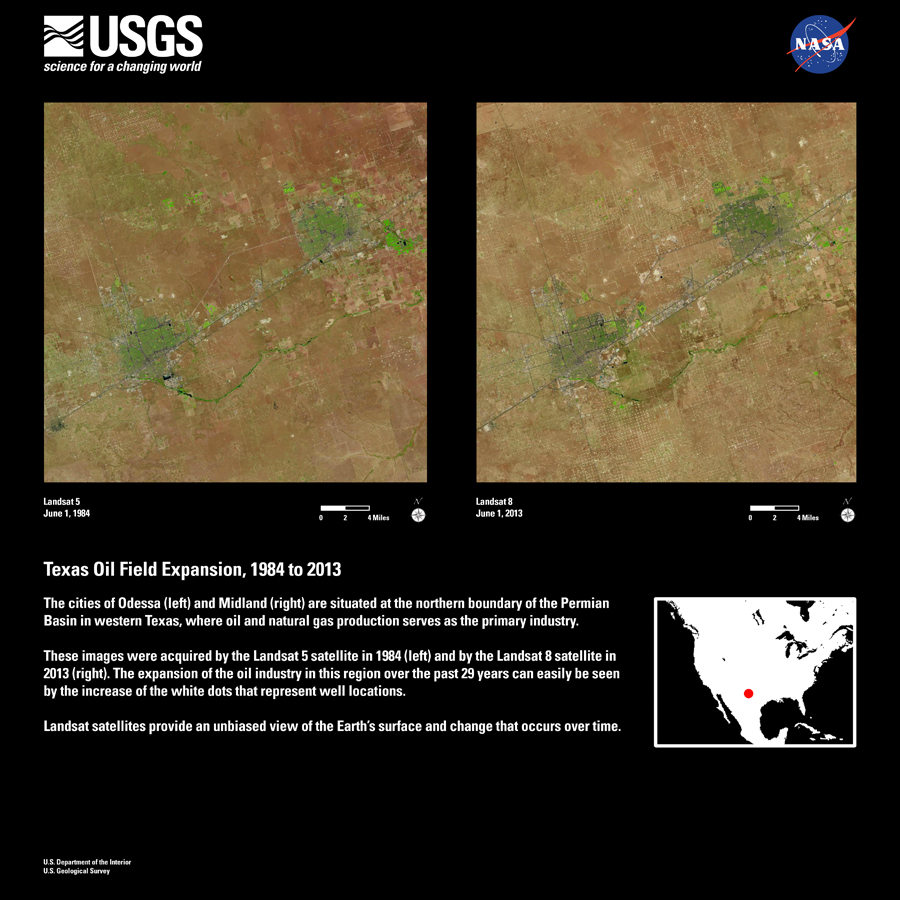 USGS
science for a changing world
NASA
Landsat 5
June 1, 1984
0 2 4 Miles
N
Landsat 8
June 1, 2013
0 2 4 Miles
N
Texas Oil Field Expansion, 1984 to 2013
The cities of Odessa (left) and Midland (right) are situated at the northern boundary of the Permian
Basin in western Texas, where oil and natural gas production serves as the primary industry.
These images were acquired by the Landsat 5 satellite in 1984 (left) and by the Landsat 8 satellite in
2013 (right). The expansion of the oil industry in this region over the past 29 years can easily be seen
by the increase of the white dots that represent well locations.
Landsat satellites provide an unbiased view of the Earth's surface and change that occurs over time.
U.S. Department of the Interior
U.S. Geological Survey